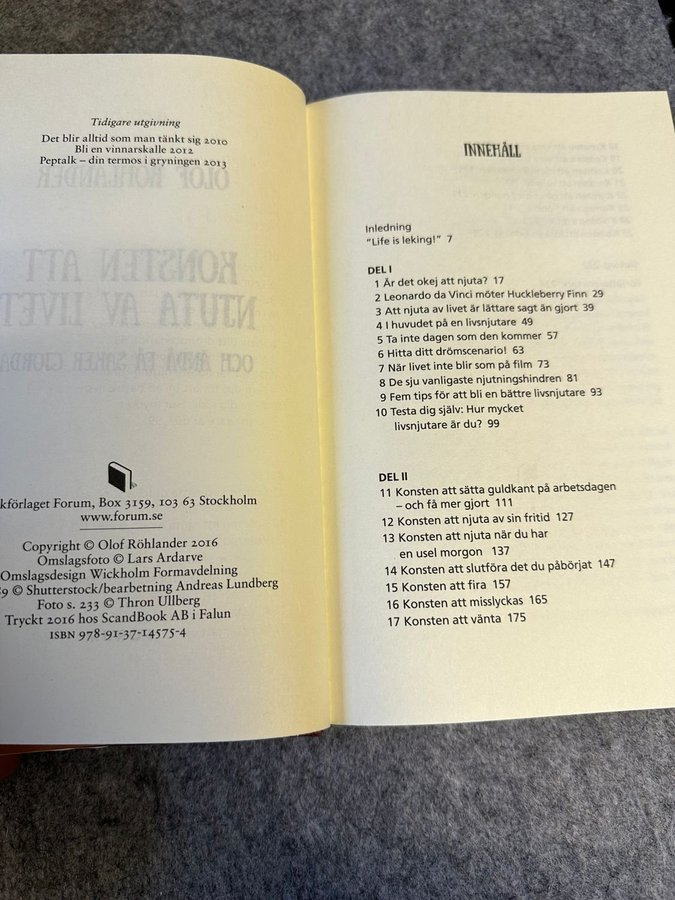 Tidigare utgivning
Det blir alltid som man tänkt sig 2010
Bli en vinnarskalle 2012
Peptalk – din termos i gryningen 2013
kförlaget Forum, Box 3159, 103 63 Stockholm
www.forum.se
Copyright © Olof Röhlander 2016
Omslagsfoto © Lars Ardarve
Omslagsdesign Wickholm Formavdelning
9 © Shutterstock/bearbetning Andreas Lundberg
Foto s. 233 © Thron Ullberg
Tryckt 2016 hos ScandBook AB i Falun
ISBN 978-91-37-14575-4
INNEHÅLL
Inledning
“Life is leking!” 7
DEL I
1 Är det okej att njuta? 17
2 Leonardo da Vinci möter Huckleberry Finn 29
3 Att njuta av livet är lättare sagt än gjort 39
4 I huvudet på en livsnjutare 49
5 Ta inte dagen som den kommer 57
6 Hitta ditt drömscenario! 63
7 När livet inte blir som på film 73
8 De sju vanligaste njutningshindren 81
9 Fem tips för att bli en bättre livsnjutare 93
10 Testa dig själv: Hur mycket
livsnjutare är du? 99
DEL II
11 Konsten att sätta guldkant på arbetsdagen
– och få mer gjort 111
12 Konsten att njuta av sin fritid 127
13 Konsten att njuta när du har
en usel morgon 137
14 Konsten att slutföra det du påbörjat 147
15 Konsten att fira 157
16 Konsten att misslyckas 165
17 Konsten att vänta 175